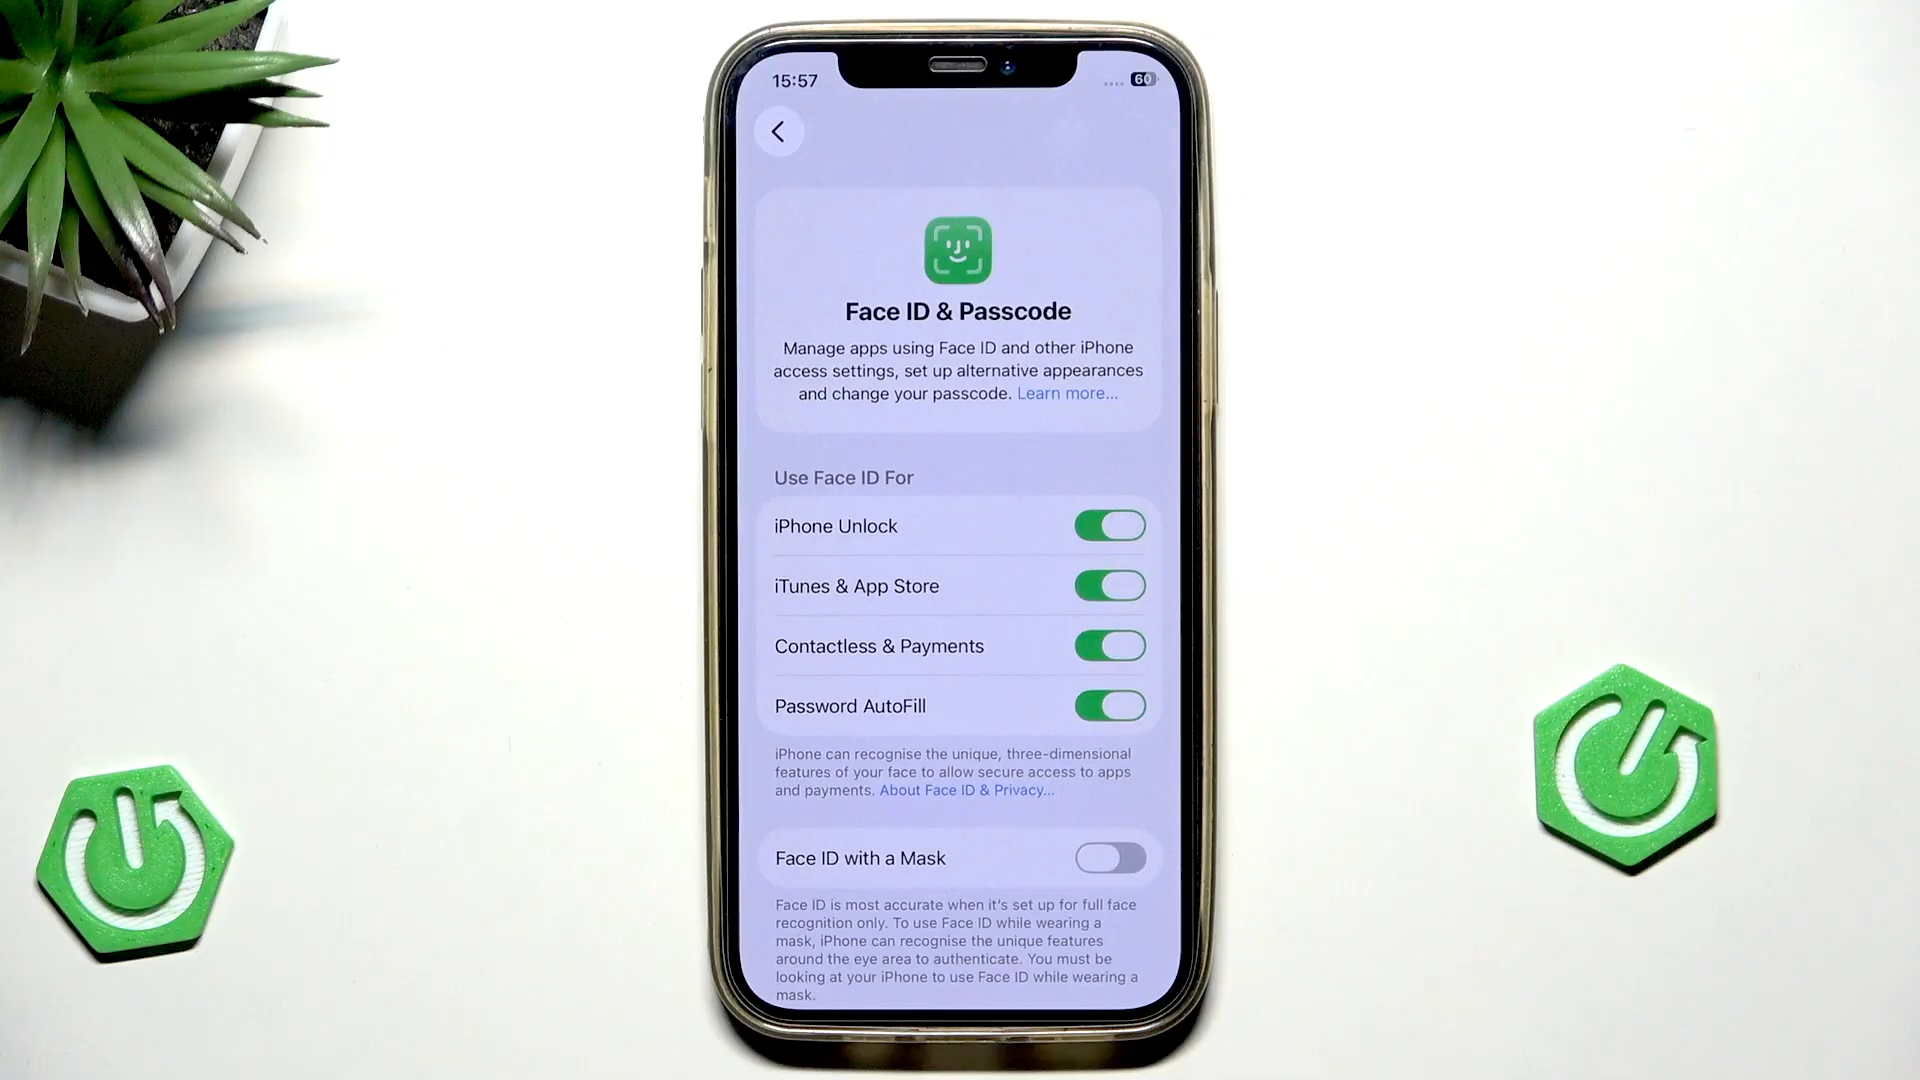 15:57
60
Face ID & Passcode
Manage apps using Face ID and other iPhone
access settings, set up alternative appearances
and change your passcode. Learn more...
Use Face ID For
iPhone Unlock
iTunes & App Store
Contactless & Payments
Password AutoFill
iPhone can recognise the unique, three-dimensional
features of your face to allow secure access to apps
and payments. About Face ID & Privacy...
Face ID with a Mask
Face ID is most accurate when it's set up for full face
recognition only. To use Face ID while wearing a
mask, iPhone can recognise the unique features
around the eye area to authenticate. You must be
looking at your iPhone to use Face ID while wearing a
mask.